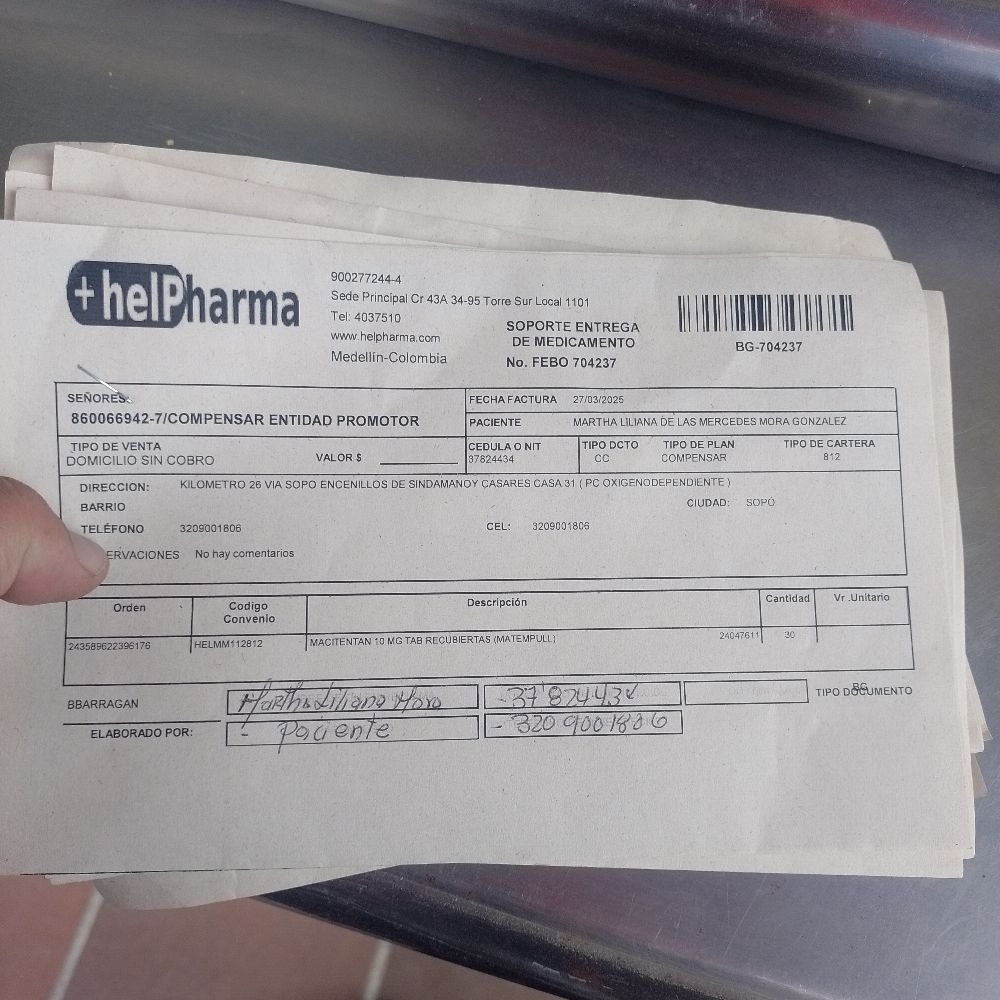 +helPharma
900277244-4
Sede Principal Cr 43A 34-95 Torre Sur Local 1101
Tel: 4037510
www.helpharma.com
Medellín-Colombia
SOPORTE ENTREGA
DE MEDICAMENTO
No. FEBO 704237
BG-704237
SEÑORES:
860066942-7/COMPENSAR ENTIDAD PROMOTOR
FECHA FACTURA 27/03/2025
PACIENTE MARTHA LILIANA DE LAS MERCEDES MORA GONZALEZ
TIPO DE VENTA
DOMICILIO SIN COBRO
VALOR $
CEDULA O NIT
37824434
TIPO DCTO
CC
TIPO DE PLAN
COMPENSAR
TIPO DE CARTERA
812
DIRECCION: KILOMETRO 26 VIA SOPO ENCENILLOS DE SINDAMANOY CASARES CASA 31 ( PC OXIGENODEPENDIENTE )
BARRIO
CIUDAD: SOPÓ
TELÉFONO 3209001806
CEL: 3209001806
ERVACIONES No hay comentarios
Orden
Codigo
Convenio
Descripción
Cantidad
Vr .Unitario
243589622396176 HELMM112812 MACITENTAN 10 MG TAB RECUBIERTAS (MATEMPULL) 24047611 30
BBARRAGAN
Martha Liliana Mora
BG
TIPO DOCUMENTO
ELABORADO POR:
- Paciente
- 320 9001806